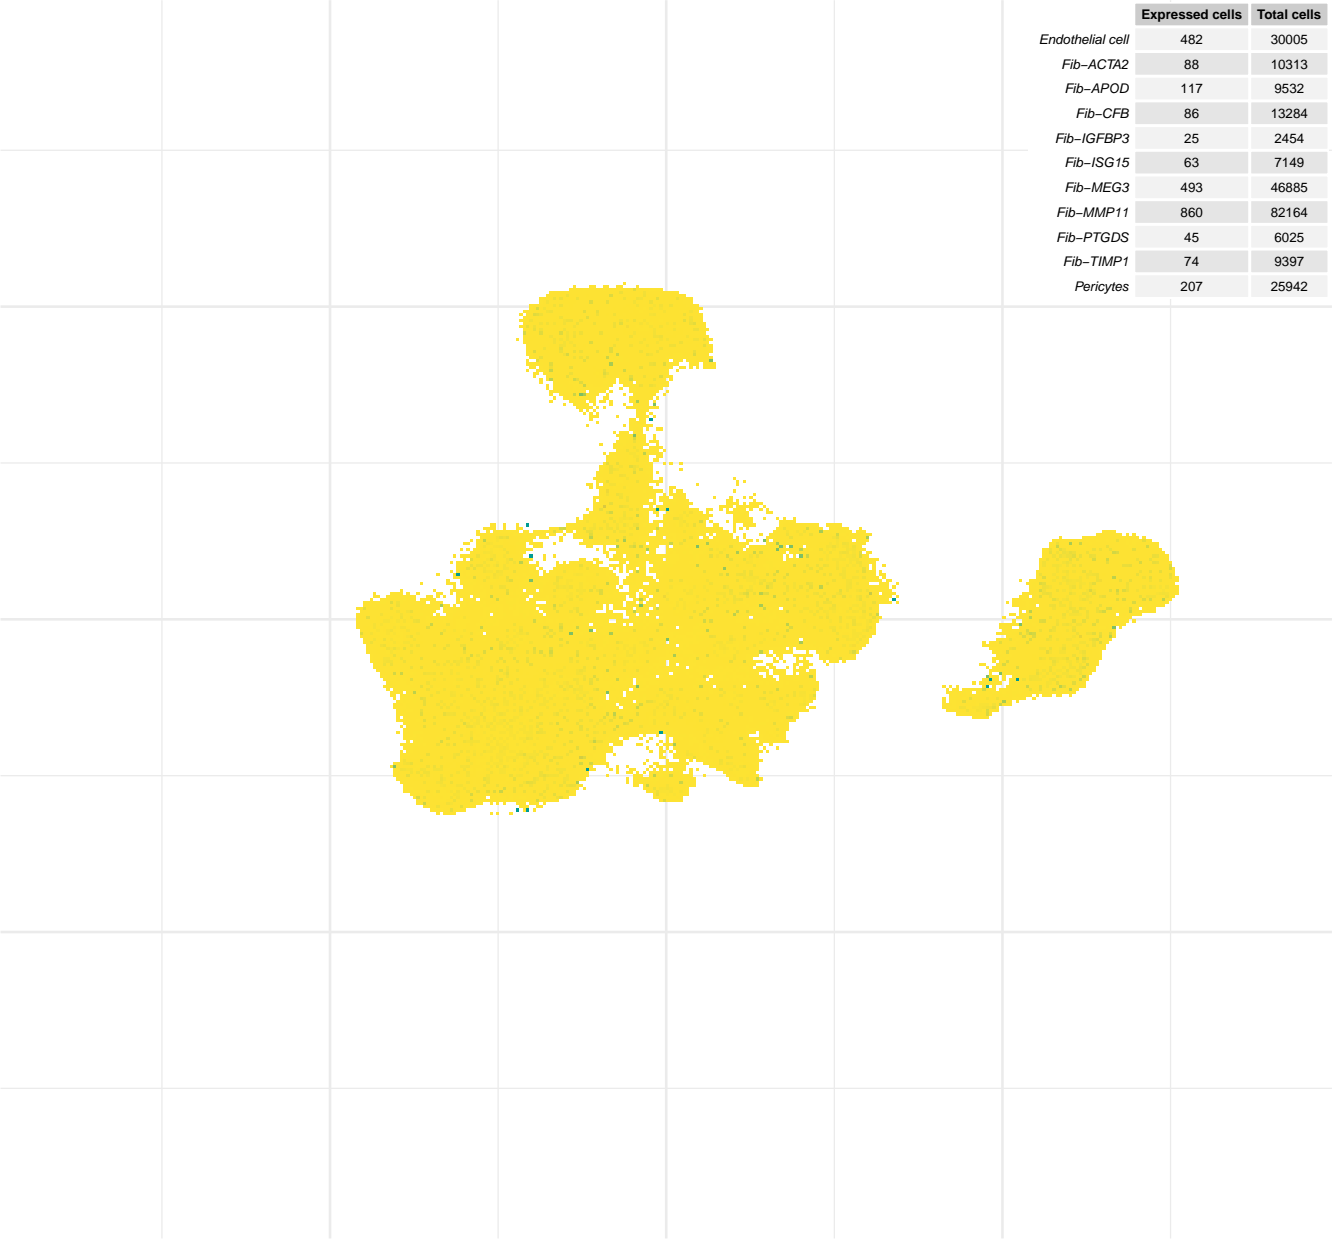 Expressed cells Total cells
Endothelial cell 482 30005
Fib−ACTA2 88 10313
Fib−APOD 117 9532
Fib−CFB 86 13284
Fib−IGFBP3 25 2454
Fib−ISG15 63 7149
Fib−MEG3 493 46885
Fib−MMP11 860 82164
Fib−PTGDS 45 6025
Fib−TIMP1 74 9397
Pericytes 207 25942